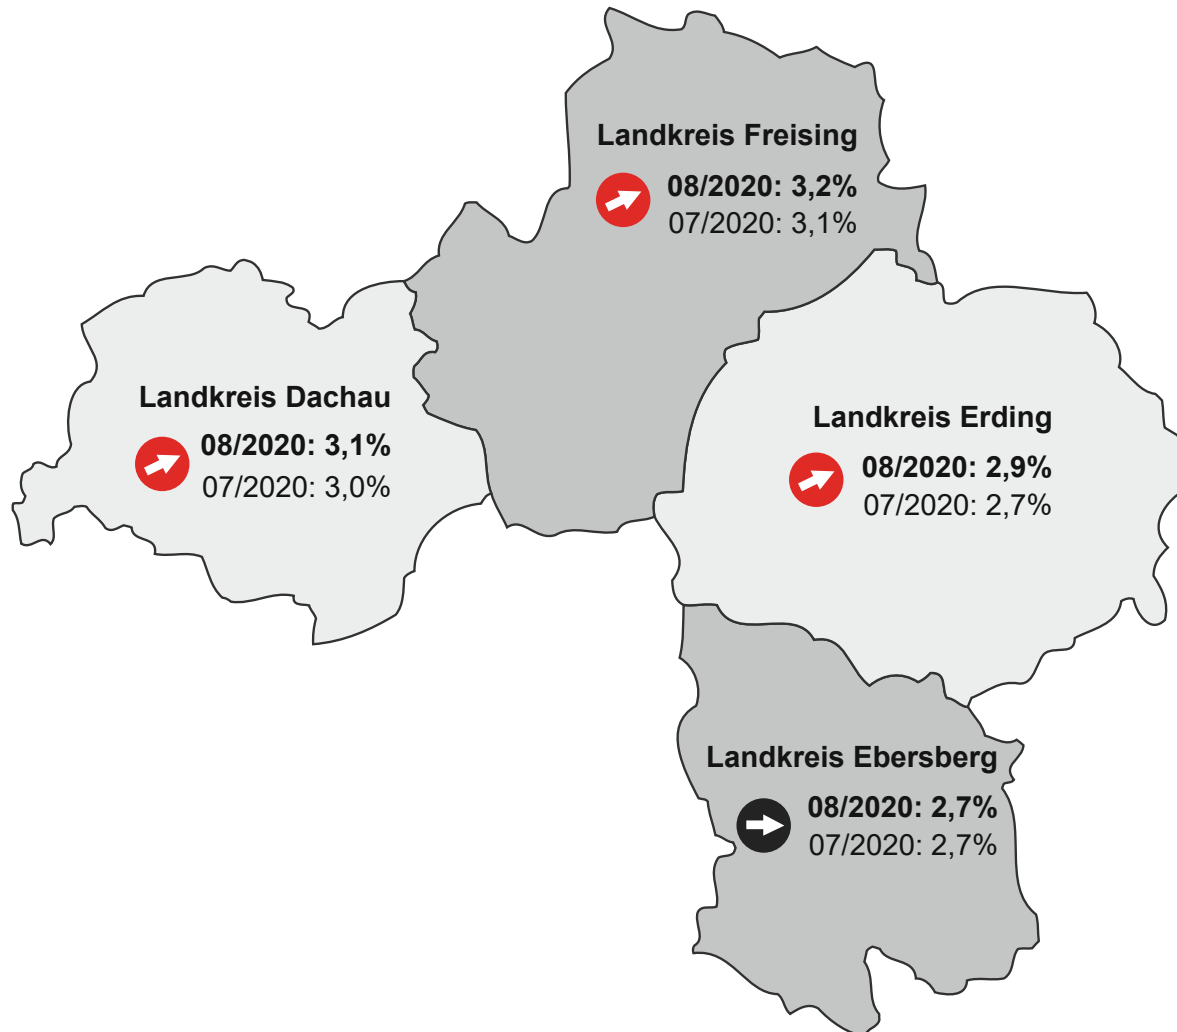 Landkreis Freising
08/2020: 3,2%
07/2020: 3,1%
Landkreis Dachau
08/2020: 3,1%
07/2020: 3,0%
Landkreis Erding
08/2020: 2,9%
07/2020: 2,7%
Landkreis Ebersberg
08/2020: 2,7%
07/2020: 2,7%